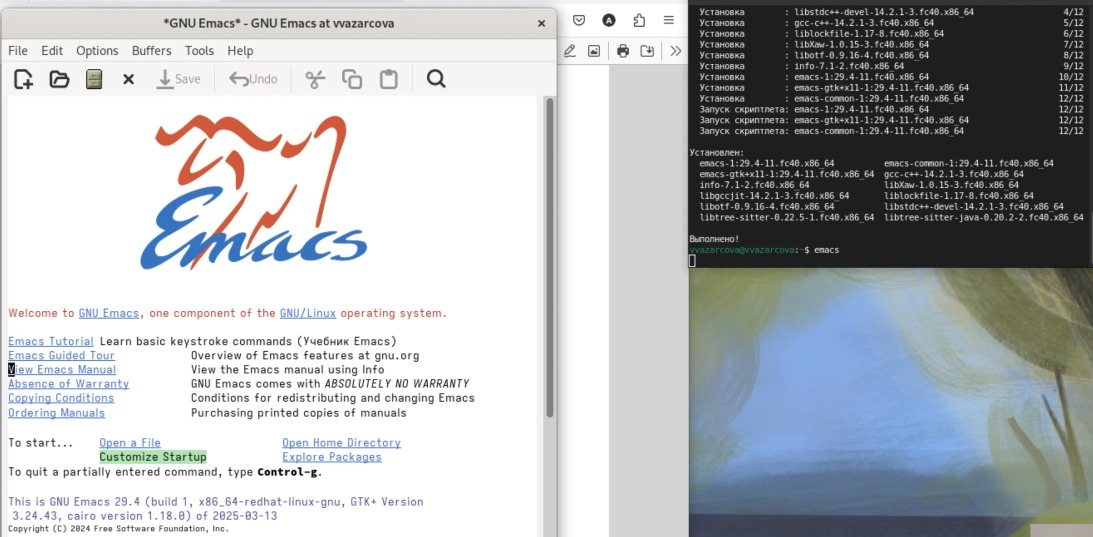 *GNU Emacs* - GNU Emacs at vvazarcova
File Edit Options Buffers Tools Help
Save Undo
Emacs
Welcome to GNU Emacs, one component of the GNU/Linux operating system.
Emacs Tutorial Learn basic keystroke commands (Учебник Emacs)
Emacs Guided Tour Overview of Emacs features at gnu.org
View Emacs Manual View the Emacs manual using Info
Absence of Warranty GNU Emacs comes with ABSOLUTELY NO WARRANTY
Copying Conditions Conditions for redistributing and changing Emacs
Ordering Manuals Purchasing printed copies of manuals
To start... Open a File Open Home Directory
Customize Startup Explore Packages
To quit a partially entered command, type Control-g.
This is GNU Emacs 29.4 (build 1, x86_64-redhat-linux-gnu, GTK+ Version
3.24.43, cairo version 1.18.0) of 2025-03-13
Copyright (C) 2024 Free Software Foundation, Inc.
A
Установка : libstdc++-devel-14.2.1-3.fc40.x86_64 4/12
Установка : gcc-c++-14.2.1-3.fc40.x86_64 5/12
Установка : liblockfile-1.17-8.fc40.x86_64 6/12
Установка : libXaw-1.0.15-3.fc40.x86_64 7/12
Установка : libotf-0.9.16-4.fc40.x86_64 8/12
Установка : info-7.1-2.fc40.x86_64 9/12
Установка : emacs-1:29.4-11.fc40.x86_64 10/12
Установка : emacs-gtk+x11-1:29.4-11.fc40.x86_64 11/12
Установка : emacs-common-1:29.4-11.fc40.x86_64 12/12
Запуск скриптлета: emacs-1:29.4-11.fc40.x86_64 12/12
Запуск скриптлета: emacs-gtk+x11-1:29.4-11.fc40.x86_64 12/12
Запуск скриптлета: emacs-common-1:29.4-11.fc40.x86_64 12/12
Установлен:
emacs-1:29.4-11.fc40.x86_64 emacs-common-1:29.4-11.fc40.x86_64
emacs-gtk+x11-1:29.4-11.fc40.x86_64 gcc-c++-14.2.1-3.fc40.x86_64
info-7.1-2.fc40.x86_64 libXaw-1.0.15-3.fc40.x86_64
libgccjit-14.2.1-3.fc40.x86_64 liblockfile-1.17-8.fc40.x86_64
libotf-0.9.16-4.fc40.x86_64 libstdc++-devel-14.2.1-3.fc40.x86_64
libtree-sitter-0.22.5-1.fc40.x86_64 libtree-sitter-java-0.20.2-2.fc40.x86_64
Выполнено!
vvazarcova@vvazarcova:~$ emacs